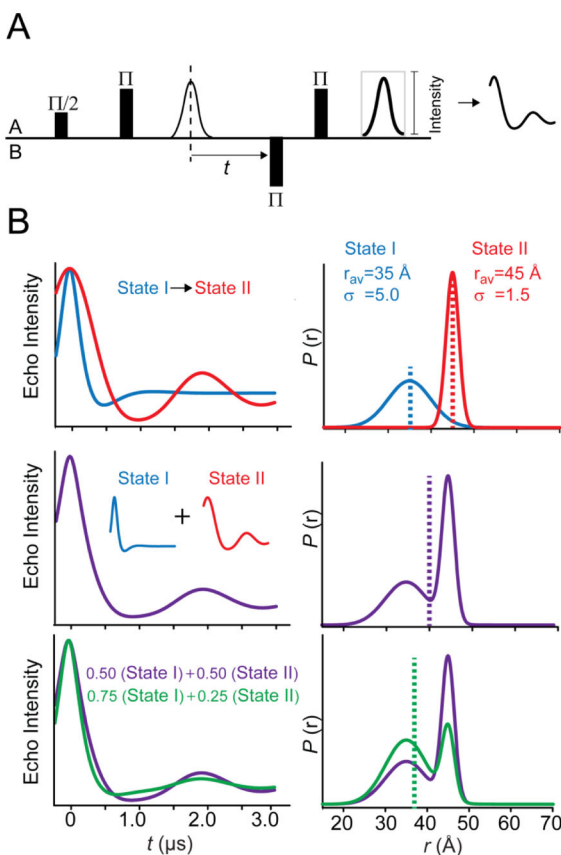 A
Π/2
Π
Π
Intensity
A
B
t
Π
B
Echo Intensity
State I→State II
P (r)
State I
r_av=35 Å
σ =5.0
State II
r_av=45 Å
σ =1.5
Echo Intensity
State I
+
State II
P (r)
Echo Intensity
0.50 (State I)+0.50 (State II)
0.75 (State I)+0.25 (State II)
P (r)
0 1.0 2.0 3.0
t (µs)
20 30 40 50 60 70
r (Å)